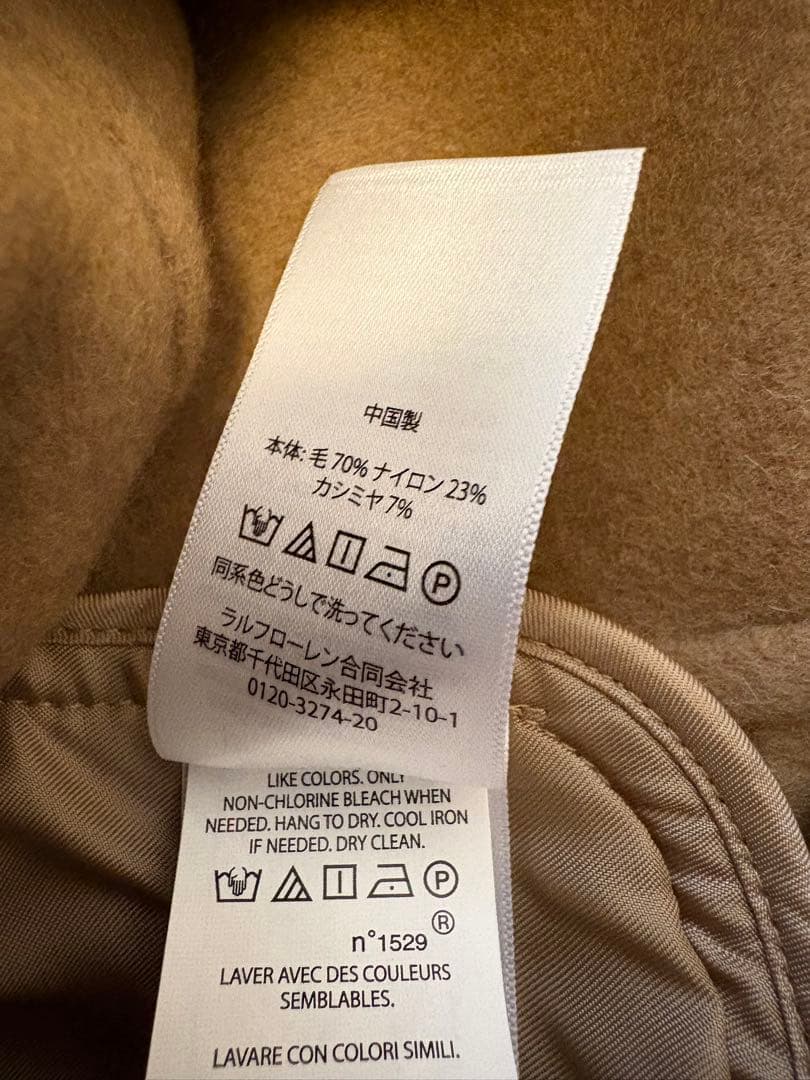 中国製
本体: 毛 70% ナイロン 23%
カシミヤ 7%
P
同系色どうしで洗ってください
ラルフローレン合同会社
東京都千代田区永田町2-10-1
0120-3274-20
LIKE COLORS. ONLY
NON-CHLORINE BLEACH WHEN
NEEDED. HANG TO DRY. COOL IRON
IF NEEDED. DRY CLEAN.
P
n°1529 ®
LAVER AVEC DES COULEURS
SEMBLABLES.
LAVARE CON COLORI SIMILI.